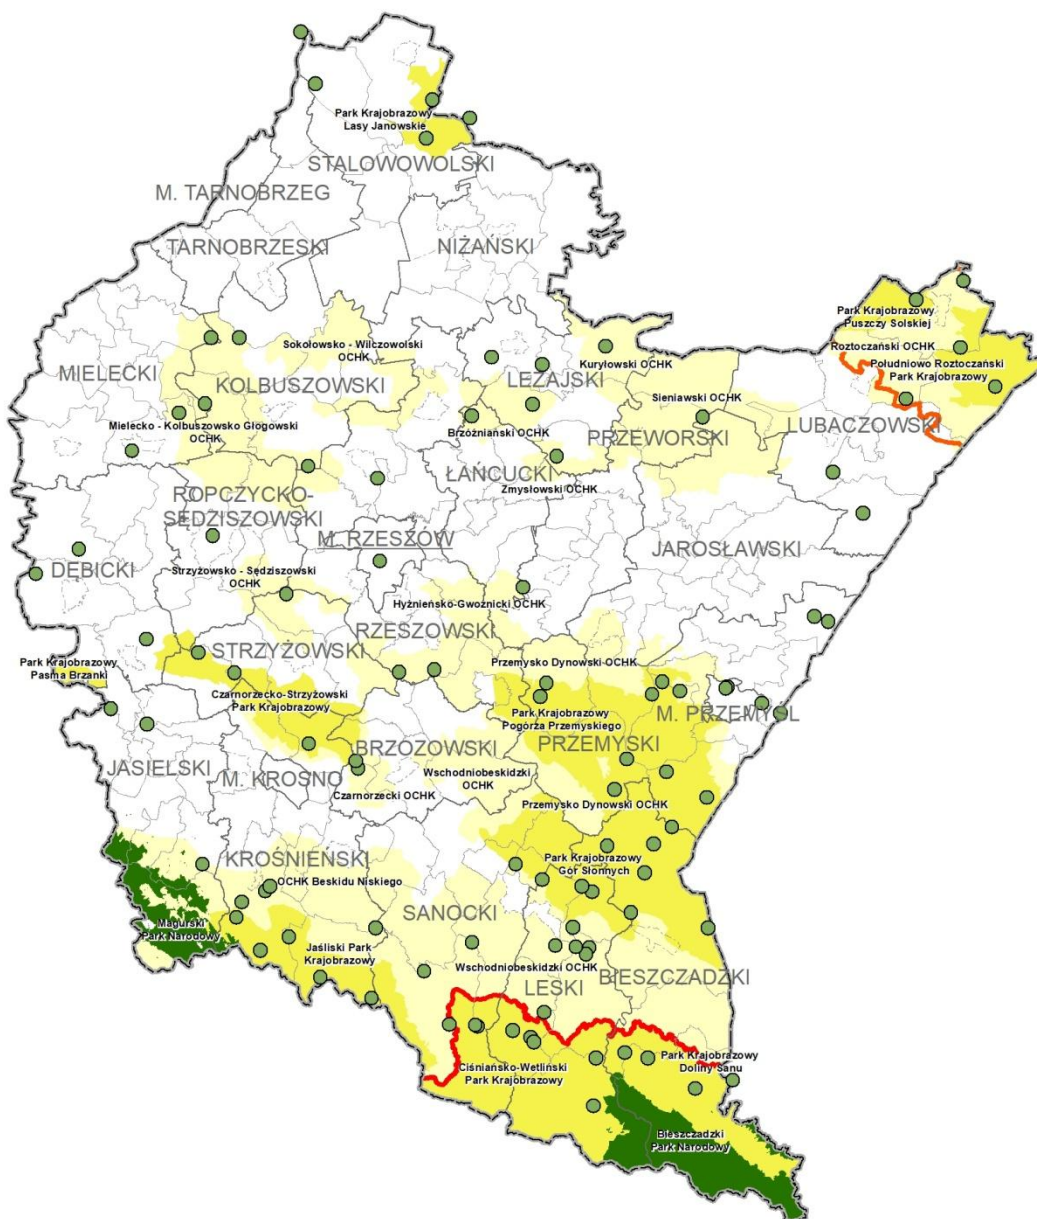 Park Krajobrazowy
Lasy Janowskie
STALOWOWOLSKI
M. TARNOBRZEG
TARNOBRZESKI
NIŻAŃSKI
Park Krajobrazowy
Puszczy Solskiej
Roztoczański OCHK
Południowo Roztoczański
Park Krajobrazowy
Sokołowsko - Wilczowolski
OCHK
Kuryłowski OCHK
MIELECKI
KOLBUSZOWSKI
LEŻAJSKI
Sieniawski OCHK
LUBACZOWSKI
Mielecko - Kolbuszowsko Głogowski
OCHK
Brzóźniański OCHK
PRZEWORSKI
ŁAŃCUCKI
Zmysłowski OCHK
ROPCZYCKO-
SĘDZISZOWSKI
M. RZESZÓW
JAROSŁAWSKI
DĘBICKI
Strzyżowsko - Sędziszowski
OCHK
Hyżnieńsko-Gwoźnicki OCHK
RZESZOWSKI
STRZYŻOWSKI
Przemysko Dynowski OCHK
Park Krajobrazowy
Pasma Brzanki
Czarnorzecko-Strzyżowski
Park Krajobrazowy
Park Krajobrazowy
Pogórza Przemyskiego
M. PRZEMYŚL
PRZEMYSKI
BRZOZOWSKI
JASIELSKI
M. KROSNO
Wschodniobeskidzki
OCHK
Czarnorzecki OCHK
Przemysko Dynowski OCHK
KROŚNIEŃSKI
OCHK Beskidu Niskiego
Park Krajobrazowy
Gór Słonnych
SANOCKI
Magurski
Park Narodowy
Jaśliski Park
Krajobrazowy
Wschodniobeskidzki OCHK
BIESZCZADZKI
LESKI
Park Krajobrazowy
Doliny Sanu
Ciśniańsko-Wetliński
Park Krajobrazowy
Bieszczadzki
Park Narodowy